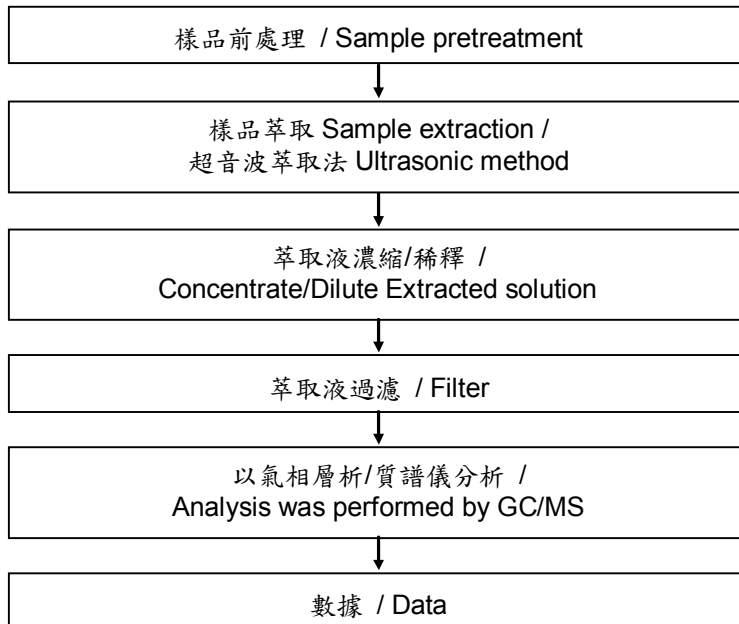 樣品前處理 / Sample pretreatment
樣品萃取 Sample extraction /
超音波萃取法 Ultrasonic method
萃取液濃縮/稀釋 /
Concentrate/Dilute Extracted solution
萃取液過濾 / Filter
以氣相層析/質譜儀分析 /
Analysis was performed by GC/MS
數據 / Data